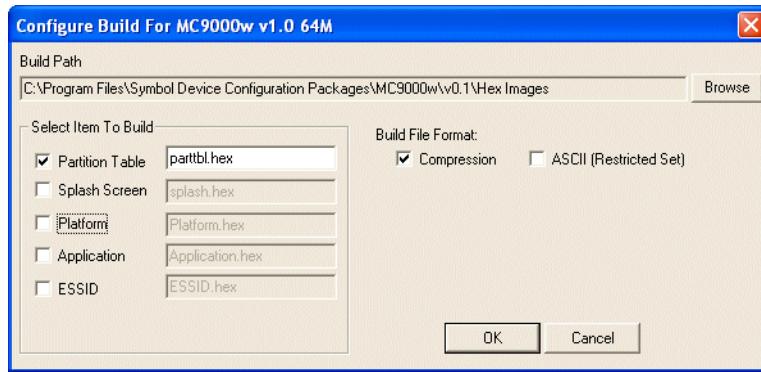 Configure Build For MC9000w v1.0 64M
Build Path
C:\Program Files\Symbol Device Configuration Packages\MC9000w\v0.1\Hex Images
Browse
Select Item To Build
Partition Table parttbl.hex
Splash Screen splash.hex
Platform Platform.hex
Application Application.hex
ESSID ESSID.hex
Build File Format:
Compression ASCII (Restricted Set)
OK Cancel